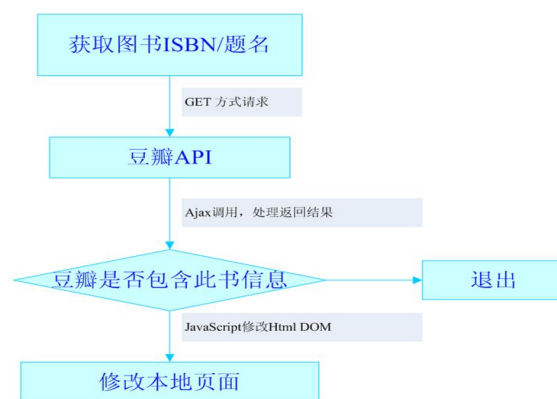 获取图书ISBN/题名
GET 方式请求
豆瓣API
Ajax调用，处理返回结果
豆瓣是否包含此书信息
退出
JavaScript修改Html DOM
修改本地页面